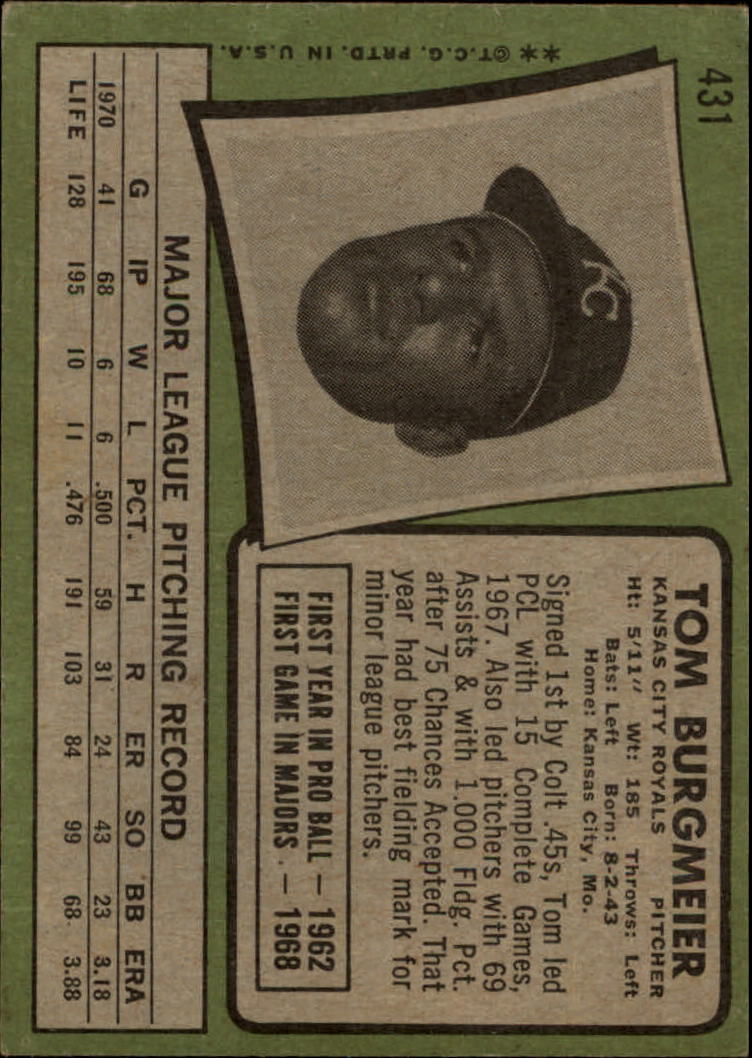 431
KC
TOM BURGMEIER
KANSAS CITY ROYALS PITCHER
Ht: 5/11" Wt: 185 Throws: Left
Bats: Left Born: 8-2-43
Home: Kansas City, Mo.
Signed 1st by Colt .45s, Tom led
PCL with 15 Complete Games,
1967. Also led pitchers with 69
Assists & with 1.000 Fldg. Pct.
after 75 Chances Accepted. That
year had best fielding mark for
minor league pitchers.
FIRST YEAR IN PRO BALL — 1962
FIRST GAME IN MAJORS — 1968
MAJOR LEAGUE PITCHING RECORD
G IP W L PCT. H R ER SO BB ERA
1970 41 68 6 6 .500 59 31 24 43 23 3.18
LIFE 128 195 10 11 .476 191 103 84 99 68 3.88
**©T.C.G. PRTD. IN U.S.A.